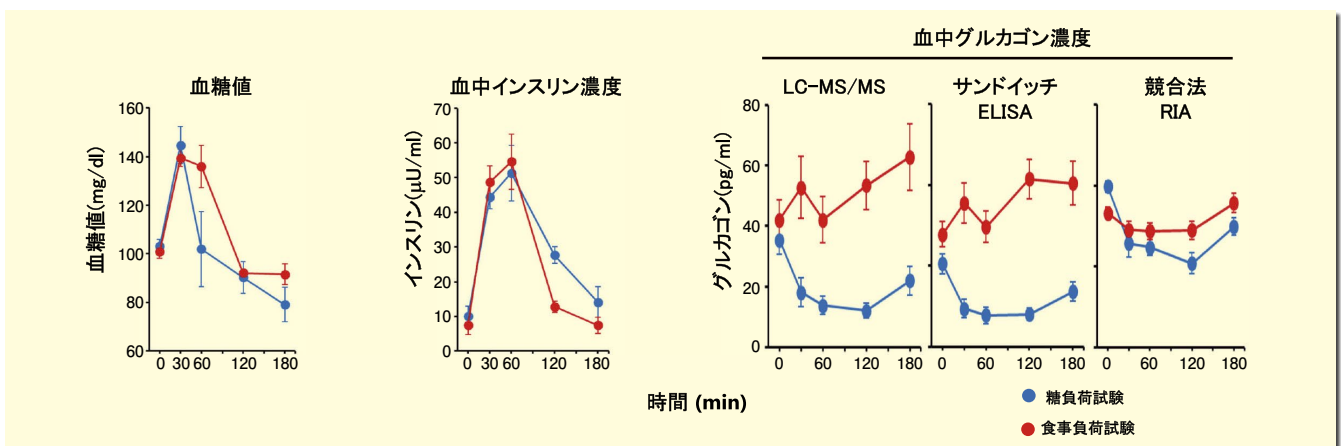 血中グルカゴン濃度
血糖値
血中インスリン濃度
LC-MS/MS
サンドイッチ
ELISA
競合法
RIA
血糖値(mg/dl)
160
140
120
100
80
60
0 30 60 120 180
インスリン(μU/ml)
70
60
50
40
30
20
10
0
0 30 60 120 180
グルカゴン(pg/ml)
80
60
40
20
0
0 60 120 180
0 60 120 180
0 60 120 180
時間 (min)
糖負荷試験
食事負荷試験